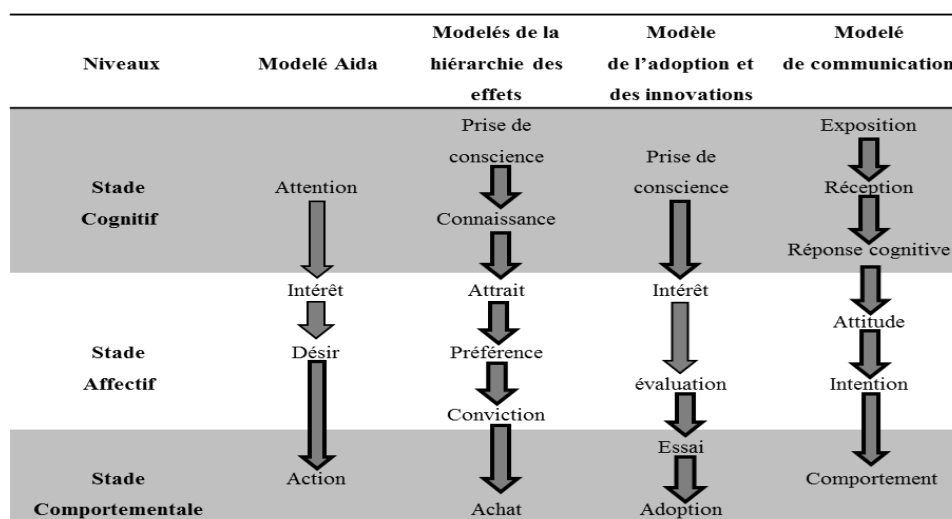 Niveaux
Modelé Aida
Modelés de la
hiérarchie des
effets
Modèle
de l’adoption et
des innovations
Modelé
de communication
Stade
Cognitif
Attention
Prise de
conscience
Connaissance
Prise de
conscience
Exposition
Réception
Réponse cognitive
Stade
Affectif
Intérêt
Désir
Attrait
Préférence
Conviction
Intérêt
évaluation
Attitude
Intention
Stade
Comportementale
Action
Achat
Essai
Adoption
Comportement